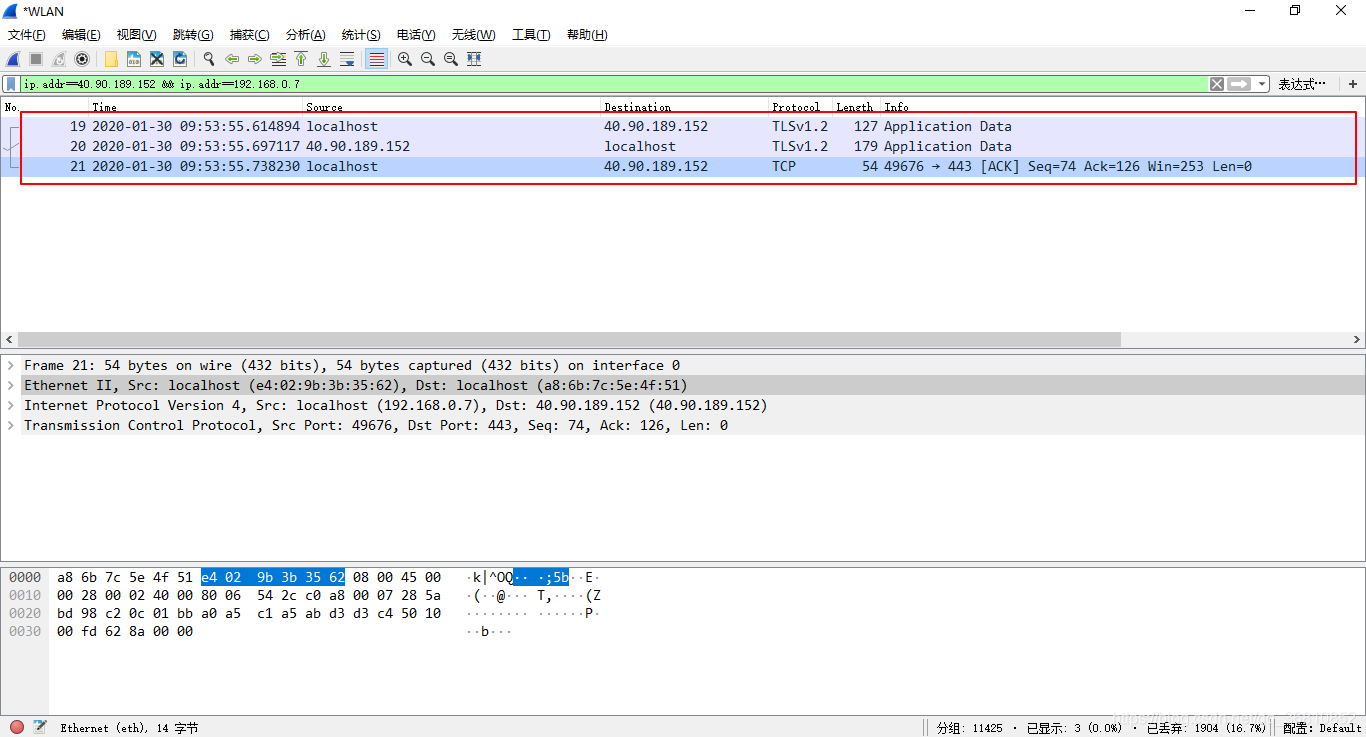 *WLAN
文件(F) 编辑(E) 视图(V) 跳转(G) 捕获(C) 分析(A) 统计(S) 电话(Y) 无线(W) 工具(T) 帮助(H)
ip.addr==40.90.189.152 && ip.addr==192.168.0.7 表达式… +
No. Time Source Destination Protocol Length Info
19 2020-01-30 09:53:55.614894 localhost 40.90.189.152 TLSv1.2 127 Application Data
20 2020-01-30 09:53:55.697117 40.90.189.152 localhost TLSv1.2 179 Application Data
21 2020-01-30 09:53:55.738230 localhost 40.90.189.152 TCP 54 49676 → 443 [ACK] Seq=74 Ack=126 Win=253 Len=0
Frame 21: 54 bytes on wire (432 bits), 54 bytes captured (432 bits) on interface 0
Ethernet II, Src: localhost (e4:02:9b:3b:35:62), Dst: localhost (a8:6b:7c:5e:4f:51)
Internet Protocol Version 4, Src: localhost (192.168.0.7), Dst: 40.90.189.152 (40.90.189.152)
Transmission Control Protocol, Src Port: 49676, Dst Port: 443, Seq: 74, Ack: 126, Len: 0
0000 a8 6b 7c 5e 4f 51 e4 02 9b 3b 35 62 08 00 45 00 ·k|^OQ·· ·;5b··E·
0010 00 28 00 02 40 00 80 06 54 2c c0 a8 00 07 28 5a ·(··@··· T,····(Z
0020 bd 98 c2 0c 01 bb a0 a5 c1 a5 ab d3 d3 c4 50 10 ········ ······P·
0030 00 fd 62 8a 00 00 ··b···
Ethernet (eth), 14 字节 分组: 11425 · 已显示: 3 (0.0%) · 已丢弃: 1904 (16.7%) 配置: Default